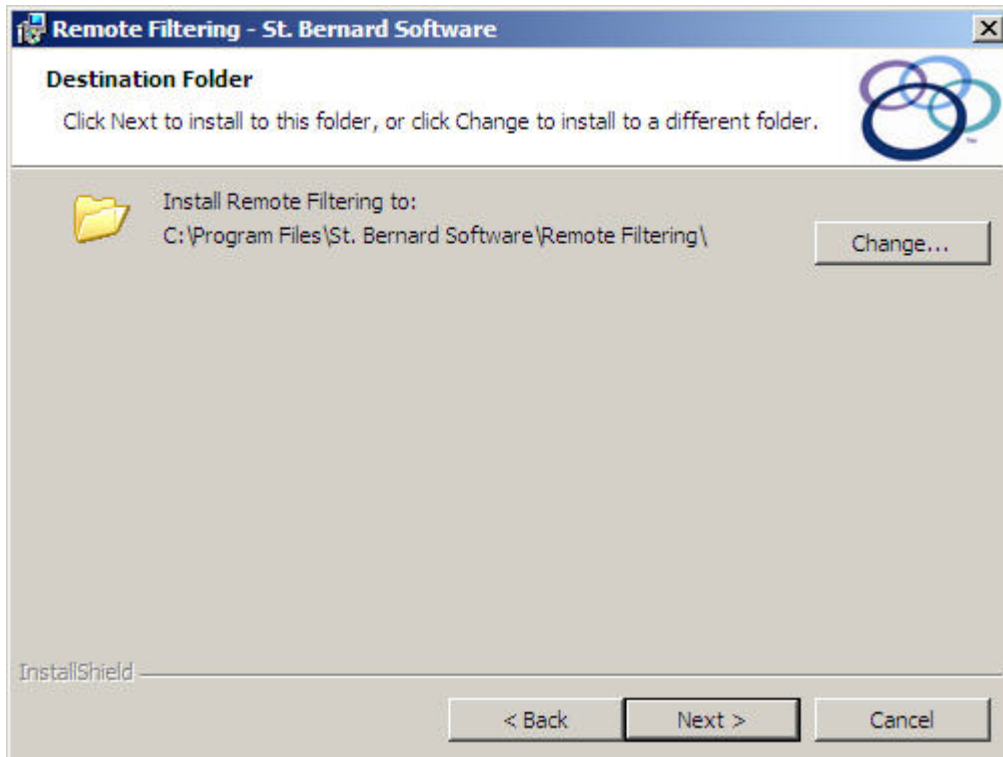 Remote Filtering - St. Bernard Software
Destination Folder
Click Next to install to this folder, or click Change to install to a different folder.
™
Install Remote Filtering to:
C:\Program Files\St. Bernard Software\Remote Filtering\
Change...
InstallShield
< Back
Next >
Cancel